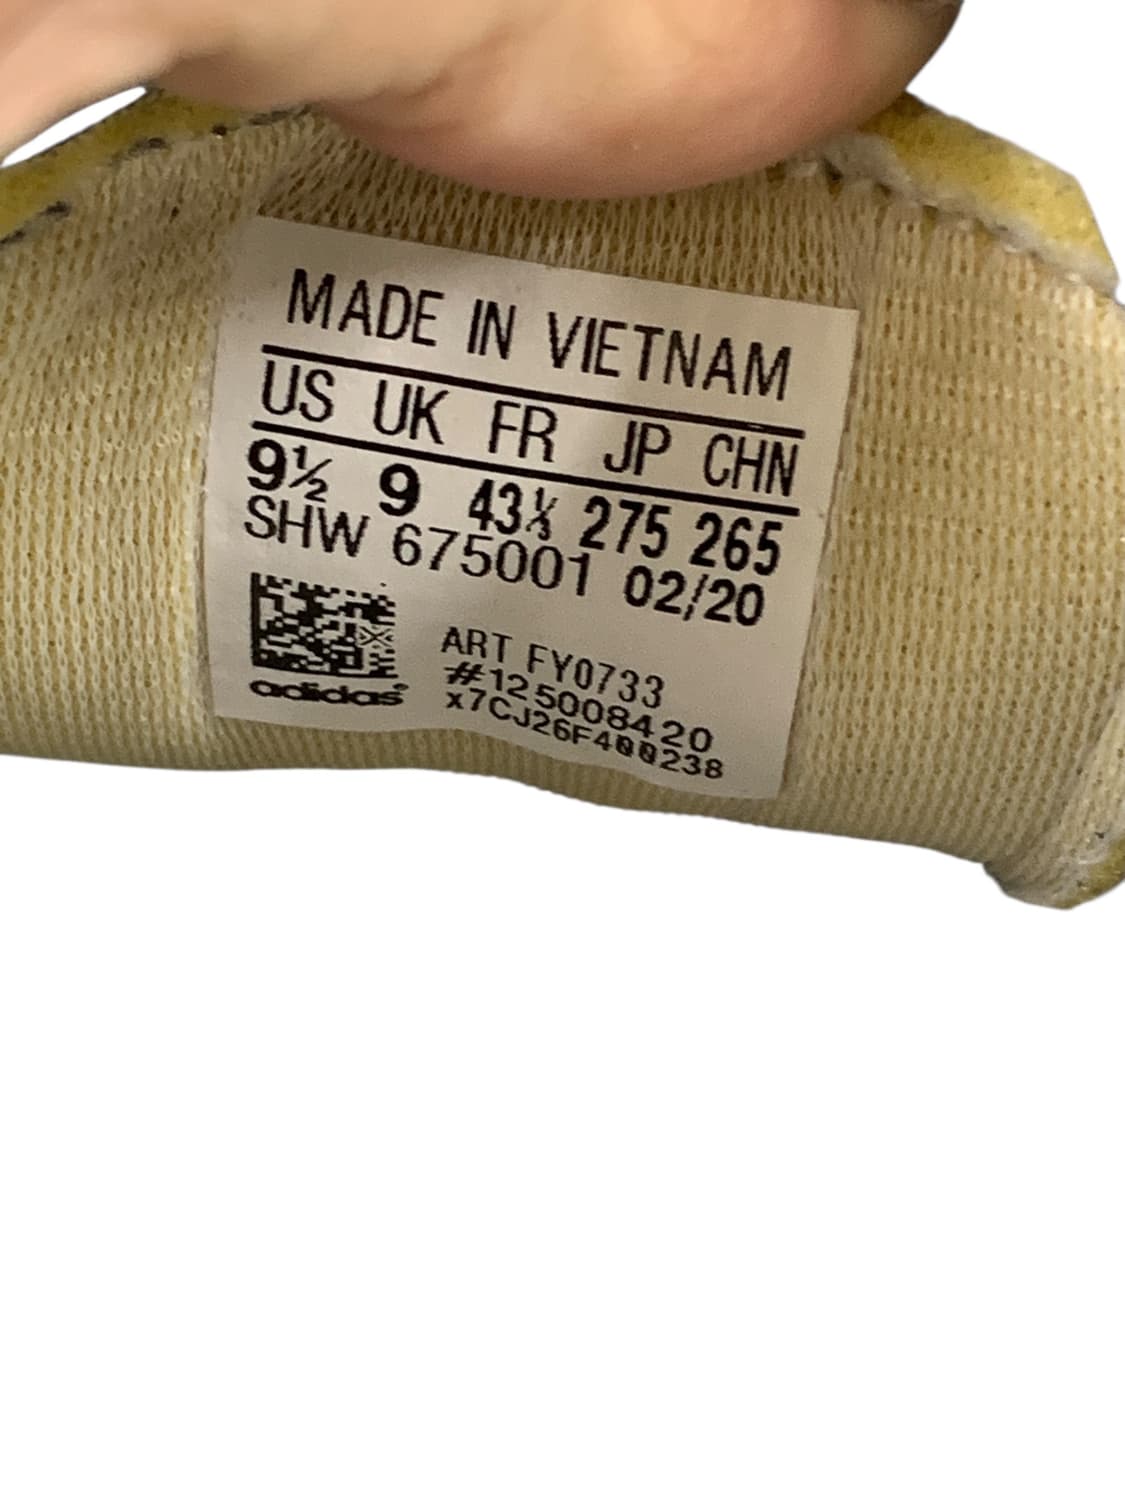 MADE IN VIETNAM
US UK FR JP CHN
9½ 9 43⅓ 275 265
SHW 675001 02/20
ART FY0733
#125008420
x7CJ26F400238
adidas